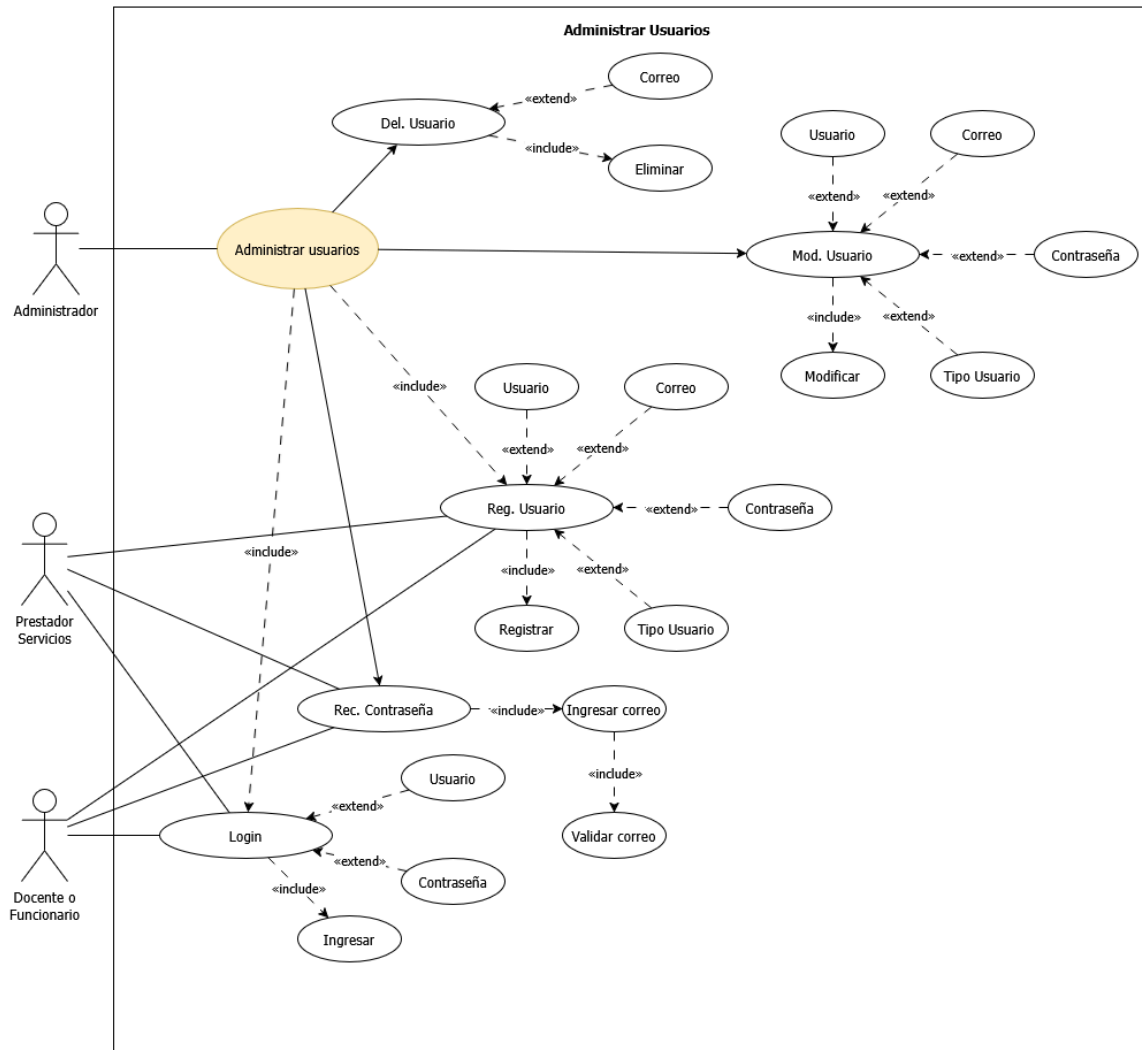 Administrar Usuarios
Correo
«extend»
Del. Usuario
«include»
Eliminar
Usuario
Correo
«extend»
«extend»
Administrar usuarios
Mod. Usuario
«extend»
Contraseña
Administrador
«include»
«extend»
Modificar
Tipo Usuario
«include»
Usuario
Correo
«extend»
«extend»
Reg. Usuario
«extend»
Contraseña
«include»
«include»
«extend»
Prestador
Servicios
Registrar
Tipo Usuario
Rec. Contraseña
«include»
Ingresar correo
Usuario
«include»
«extend»
Login
Validar correo
«extend»
Contraseña
«include»
Docente o
Funcionario
Ingresar